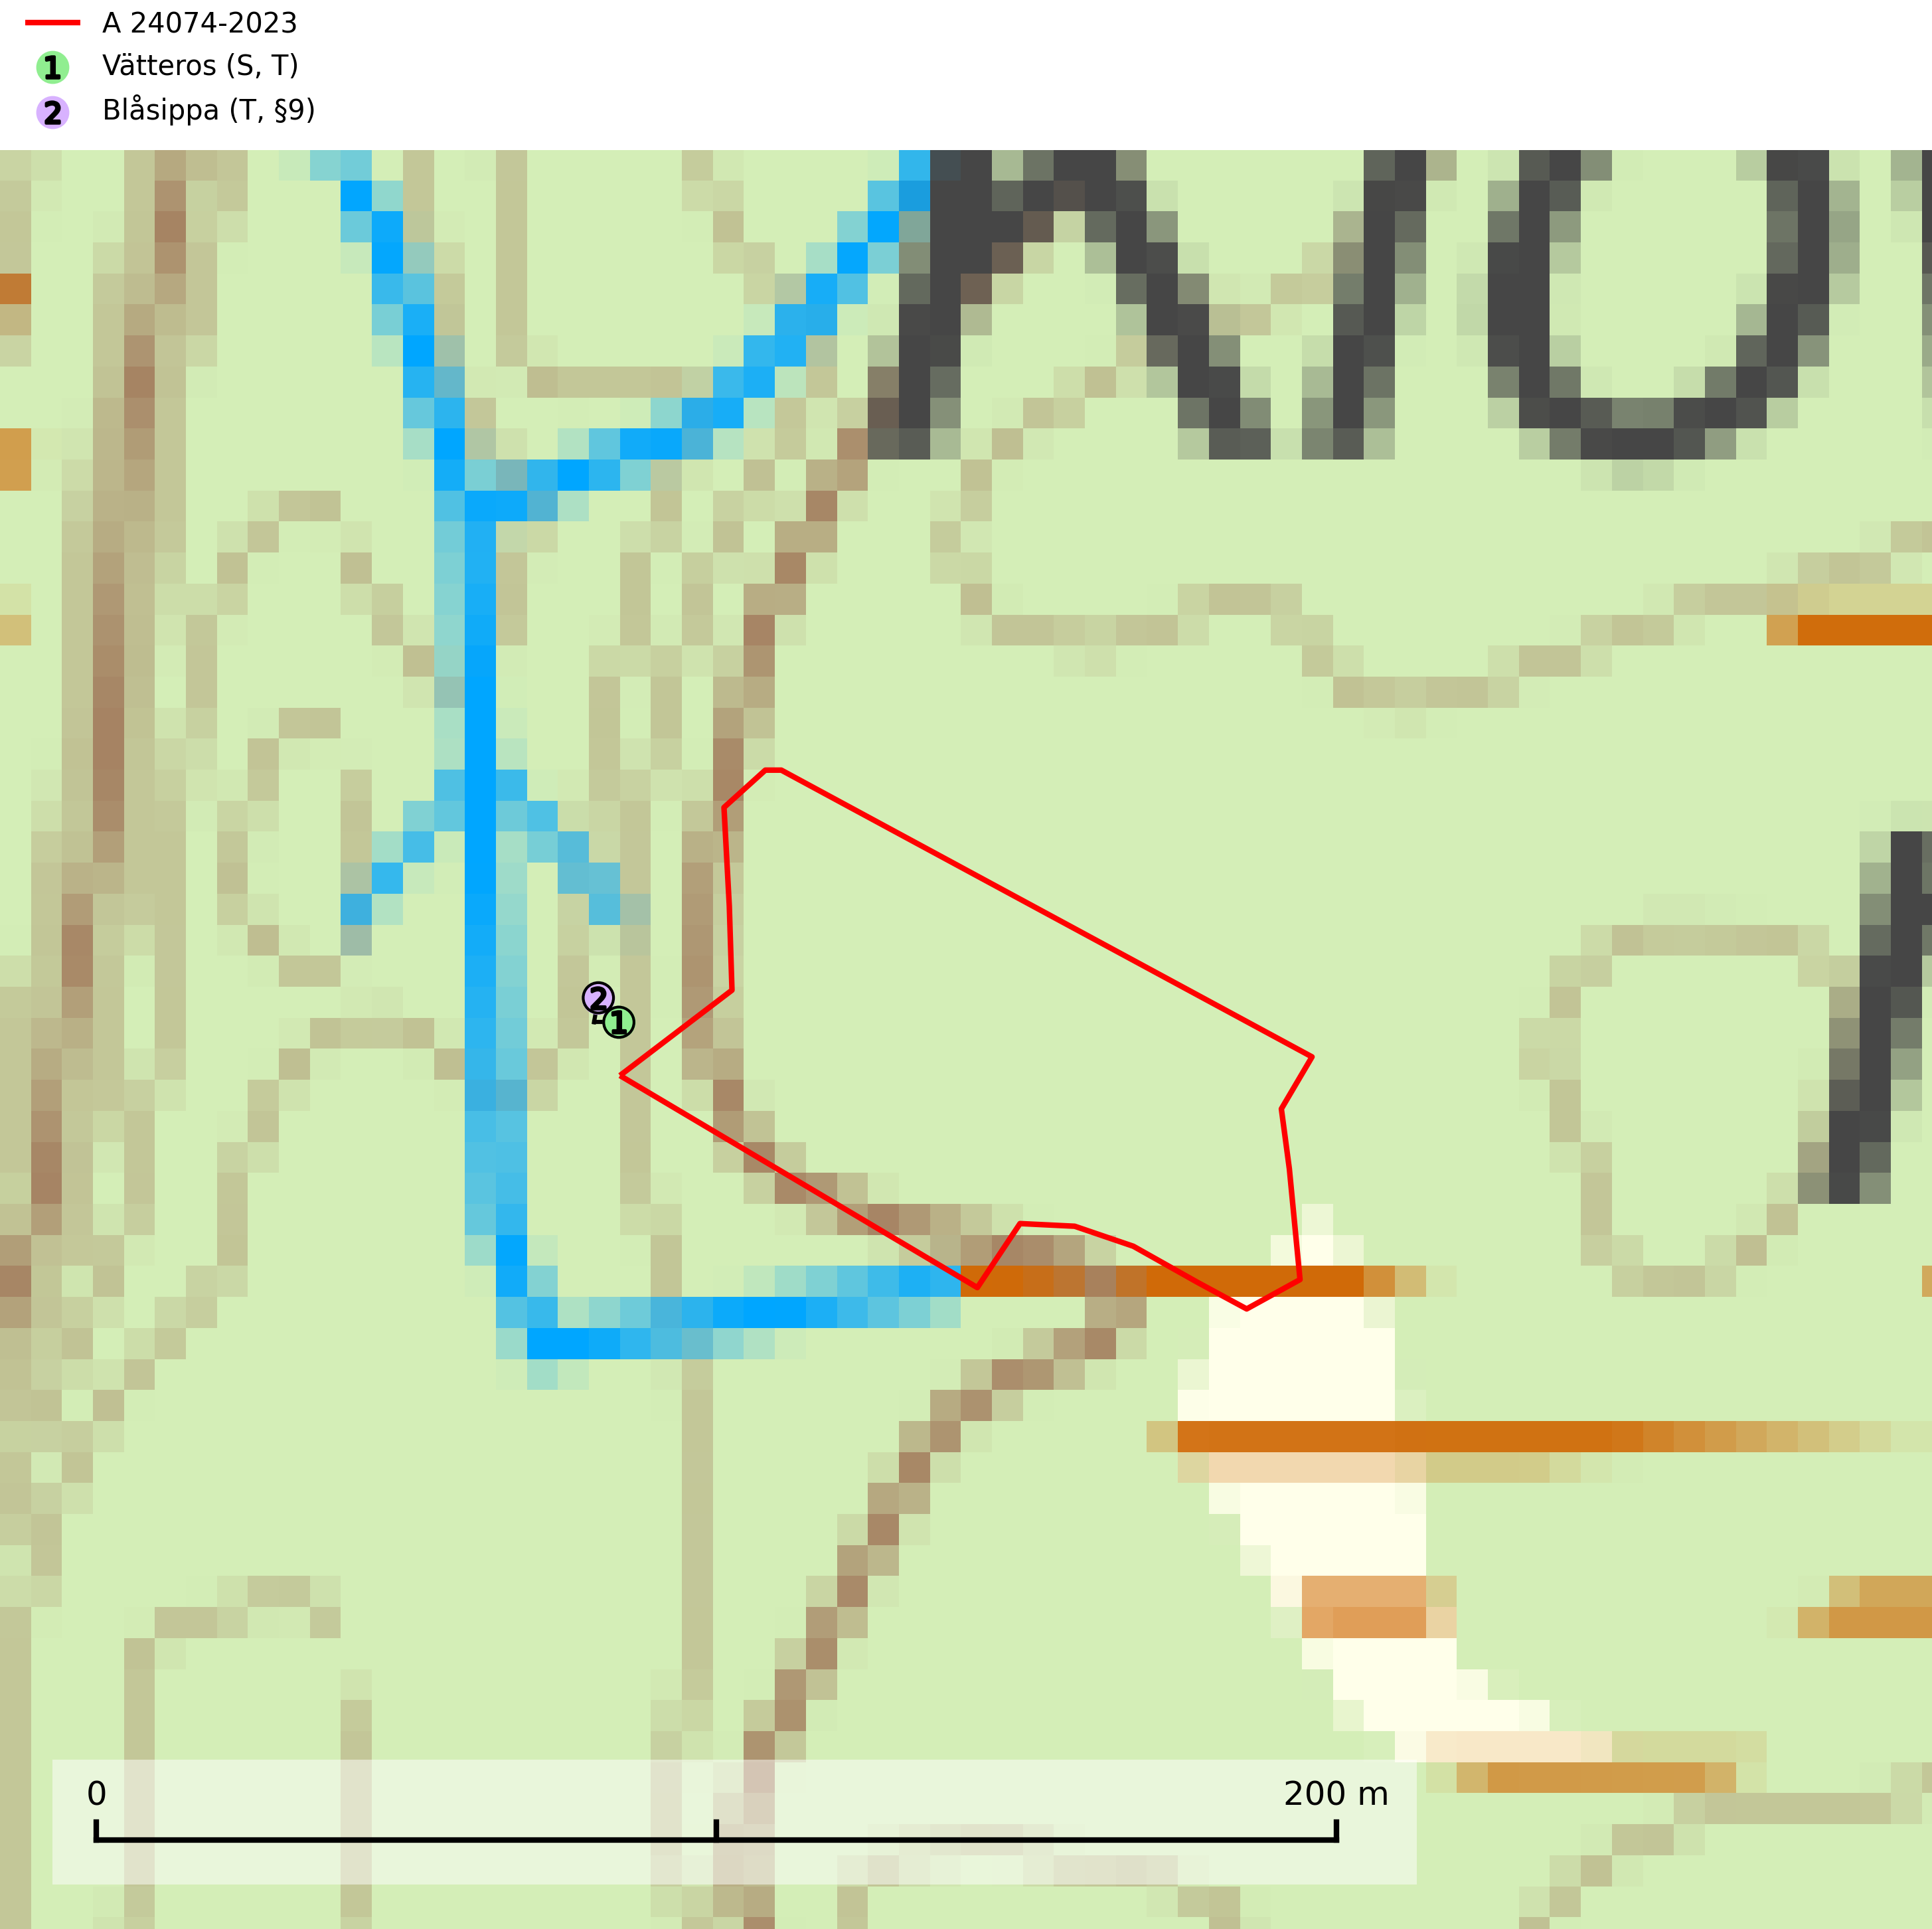 A 24074-2023
1 Vätteros (S, T)
2 Blåsippa (T, §9)
2
1
0 200 m